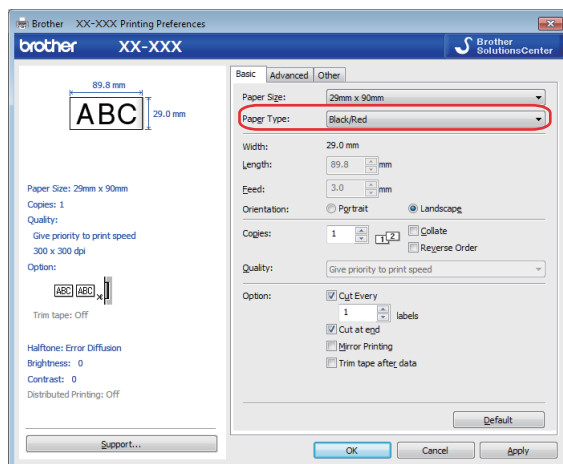 Brother XX-XXX Printing Preferences
brother XX-XXX
Brother
SolutionsCenter
89.8 mm
ABC
29.0 mm
Paper Size: 29mm x 90mm
Copies: 1
Quality:
Give priority to print speed
300 x 300 dpi
Option:
ABC ABC
Trim tape: Off
Halftone: Error Diffusion
Brightness: 0
Contrast: 0
Distributed Printing: Off
Support...
Basic Advanced Other
Paper Size: 29mm x 90mm
Paper Type: Black/Red
Width: 29.0 mm
Length: 89.8 mm
Feed: 3.0 mm
Orientation: Portrait Landscape
Copies: 1 1 2 Collate
Reverse Order
Quality: Give priority to print speed
Option: Cut Every
1 labels
Cut at end
Mirror Printing
Trim tape after data
Default
OK Cancel Apply